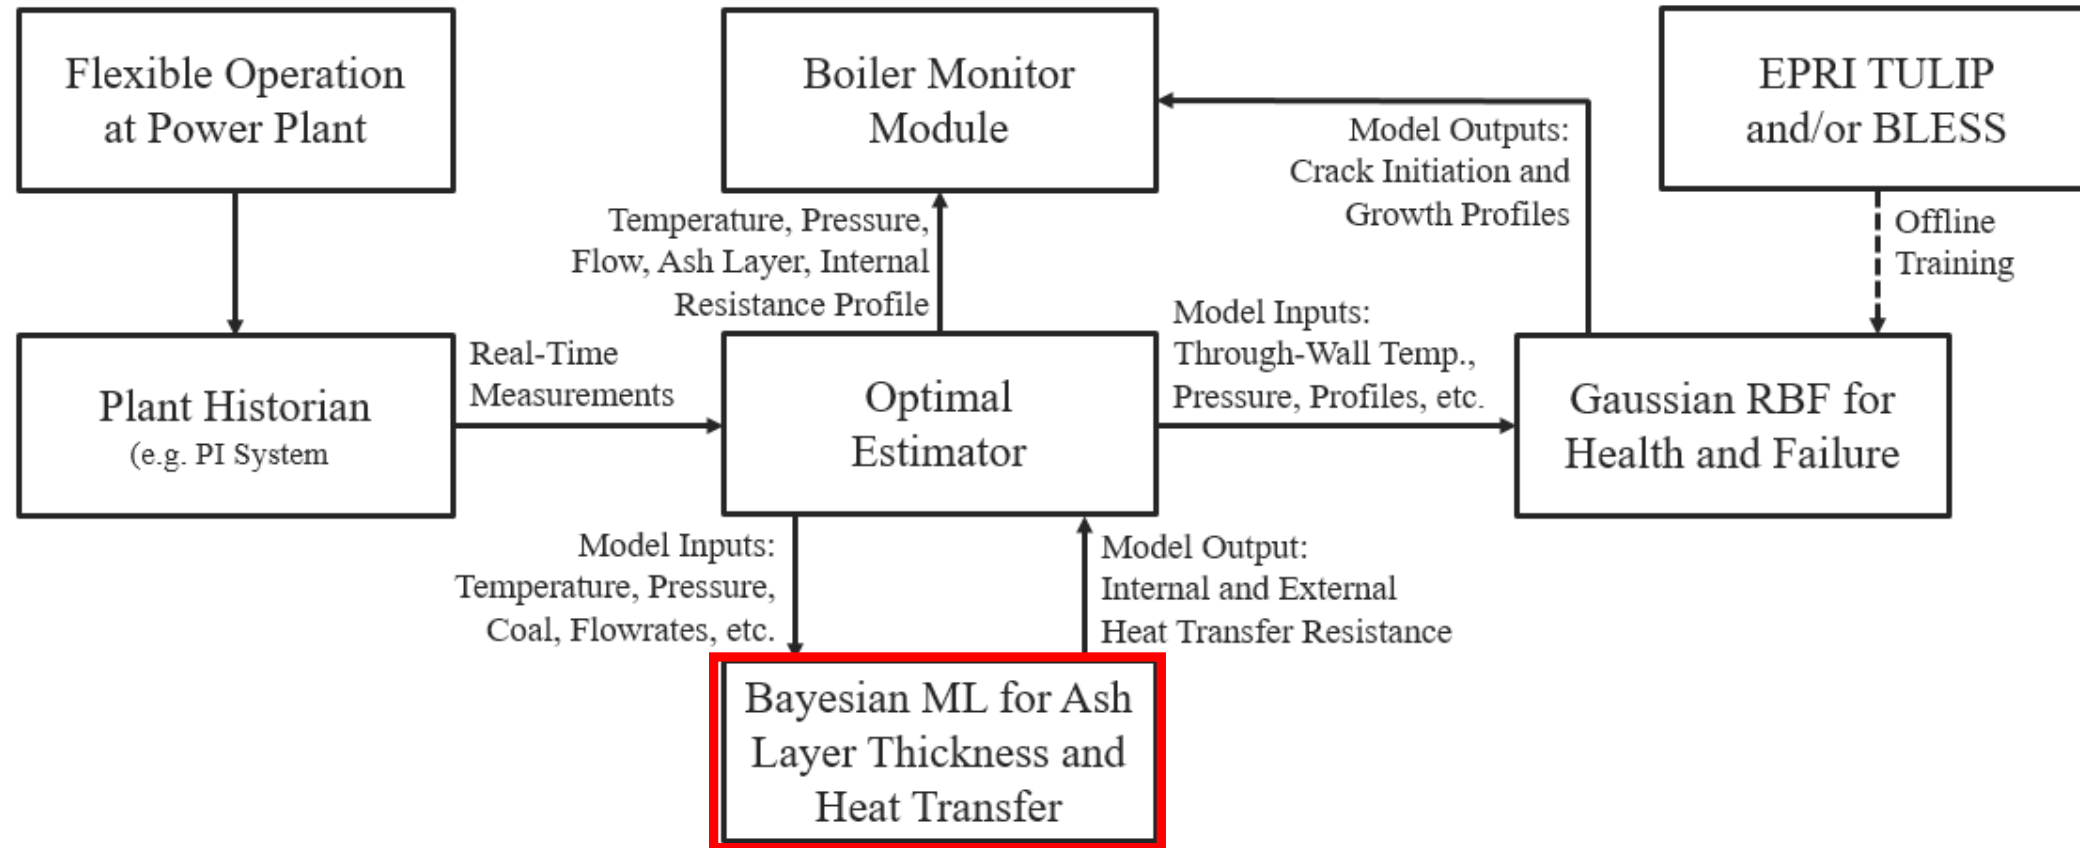 Flexible Operation
at Power Plant
Boiler Monitor
Module
EPRI TULIP
and/or BLESS
Model Outputs:
Crack Initiation and
Growth Profiles
Temperature, Pressure,
Flow, Ash Layer, Internal
Resistance Profile
Offline
Training
Plant Historian
(e.g. PI System
Real-Time
Measurements
Optimal
Estimator
Model Inputs:
Through-Wall Temp.,
Pressure, Profiles, etc.
Gaussian RBF for
Health and Failure
Model Inputs:
Temperature, Pressure,
Coal, Flowrates, etc.
Model Output:
Internal and External
Heat Transfer Resistance
Bayesian ML for Ash
Layer Thickness and
Heat Transfer